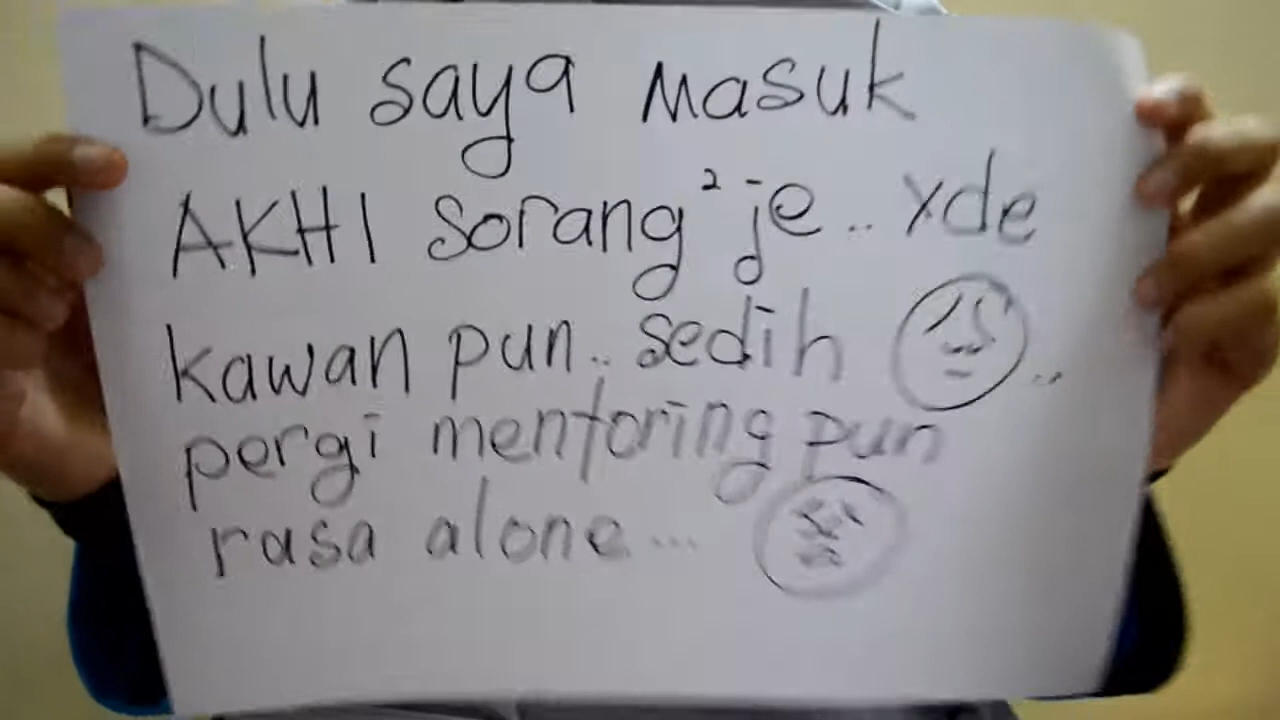 Dulu saya masuk
AKHI sorang² je.. xde
kawan pun.. sedih ..
pergi mentoring pun
rasa alone...